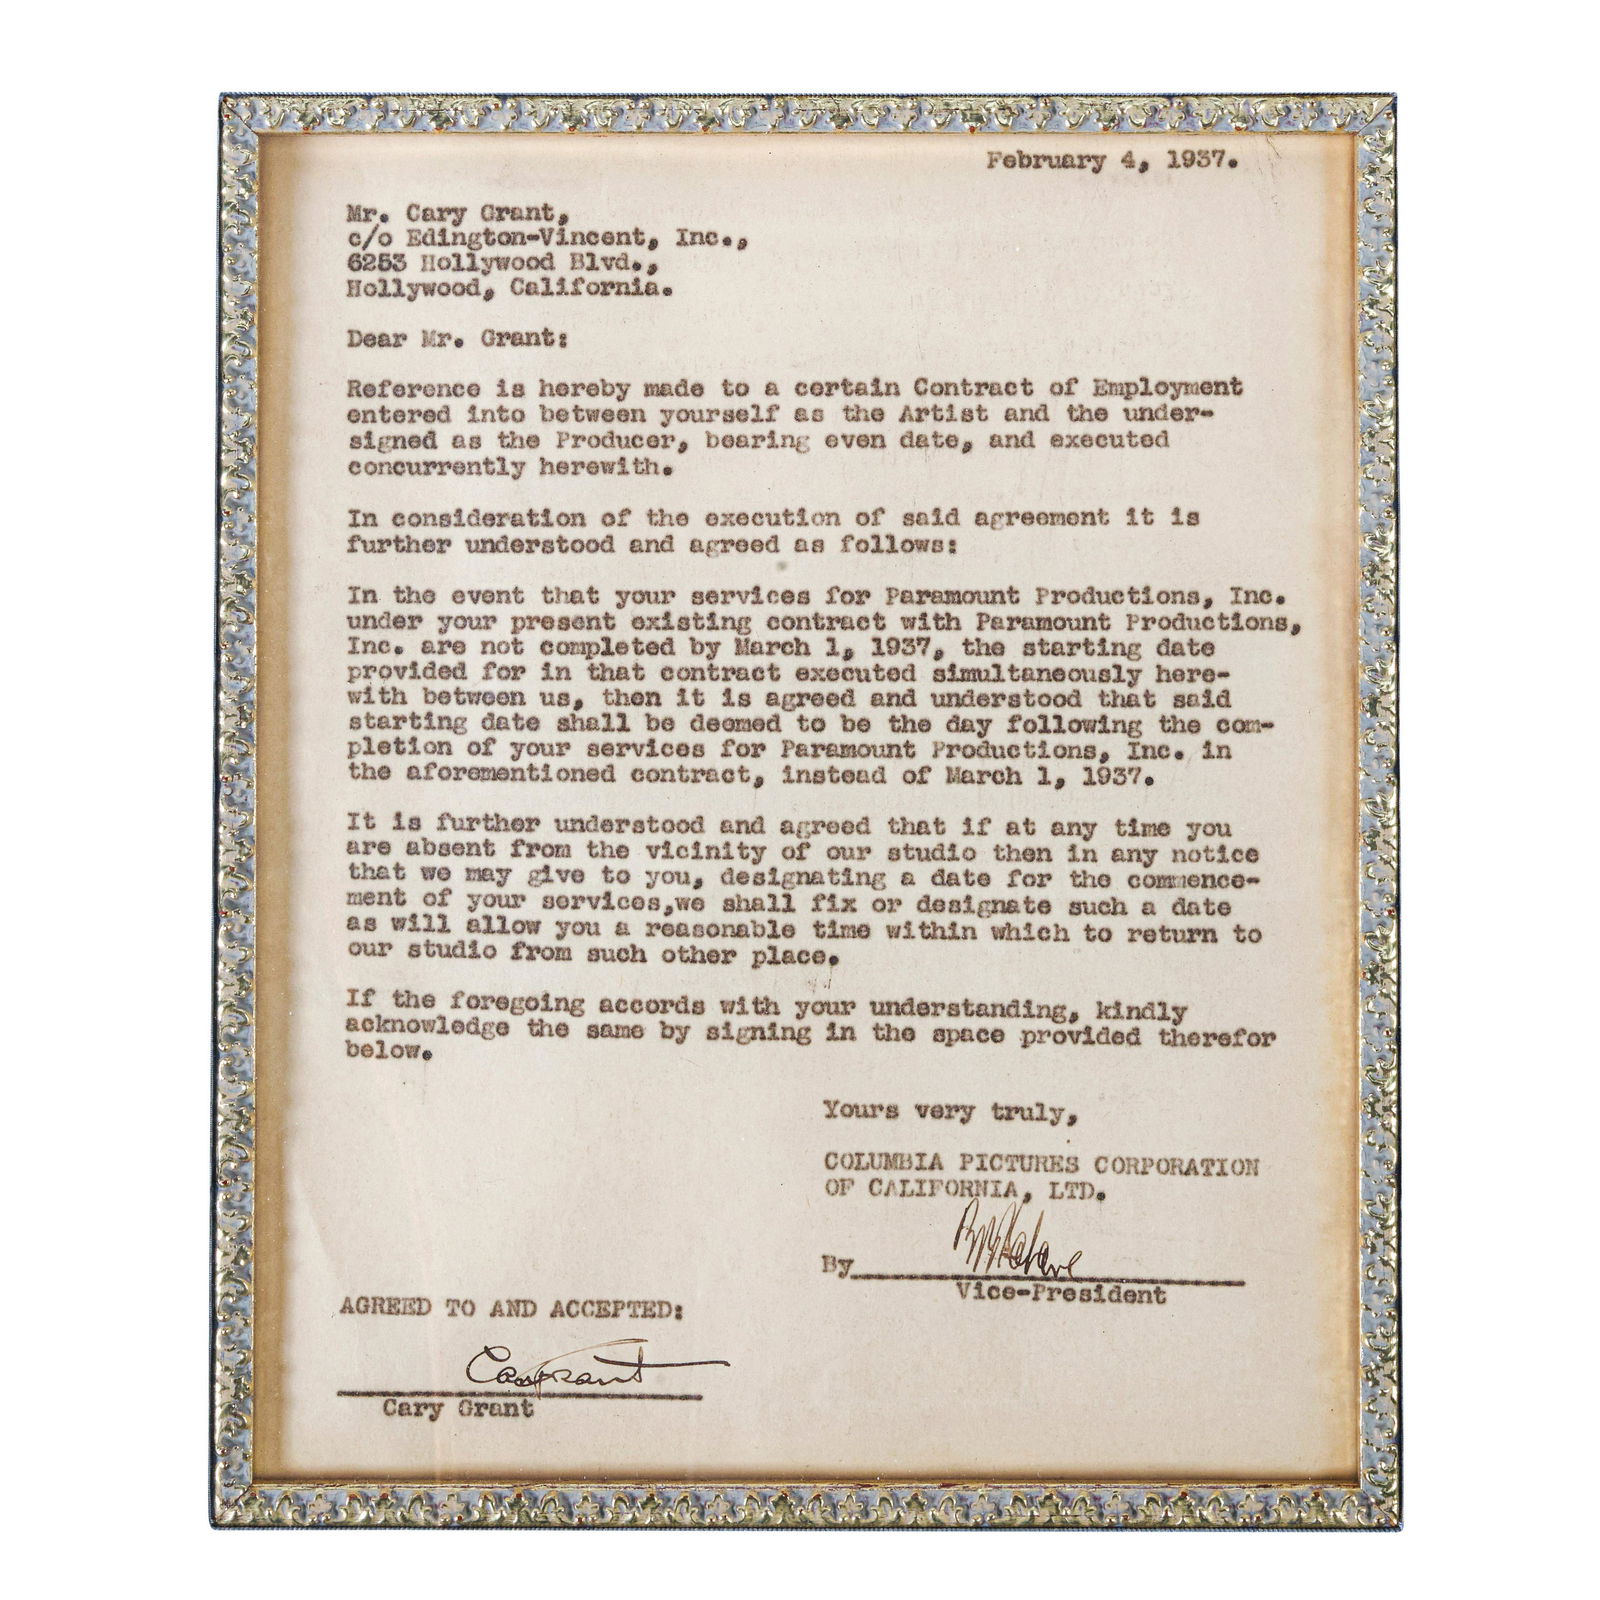 February 4, 1937.
Mr. Cary Grant,
c/o Edington-Vincent, Inc.,
6253 Hollywood Blvd.,
Hollywood, California.
Dear Mr. Grant:
Reference is hereby made to a certain Contract of Employment
entered into between yourself as the Artist and the under-
signed as the Producer, bearing even date, and executed
concurrently herewith.
In consideration of the execution of said agreement it is
further understood and agreed as follows:
In the event that your services for Paramount Productions, Inc.
under your present existing contract with Paramount Productions,
Inc. are not completed by March 1, 1937, the starting date
provided for in that contract executed simultaneously here-
with between us, then it is agreed and understood that said
starting date shall be deemed to be the day following the com-
pletion of your services for Paramount Productions, Inc. in
the aforementioned contract, instead of March 1, 1937.
It is further understood and agreed that if at any time you
are absent from the vicinity of our studio then in any notice
that we may give to you, designating a date for the commence-
ment of your services,we shall fix or designate such a date
as will allow you a reasonable time within which to return to
our studio from such other place.
If the foregoing accords with your understanding, kindly
acknowledge the same by signing in the space provided therefor
below.
Yours very truly,
COLUMBIA PICTURES CORPORATION
OF CALIFORNIA, LTD.
By
Vice-President
AGREED TO AND ACCEPTED:
Cary Grant
Cary Grant